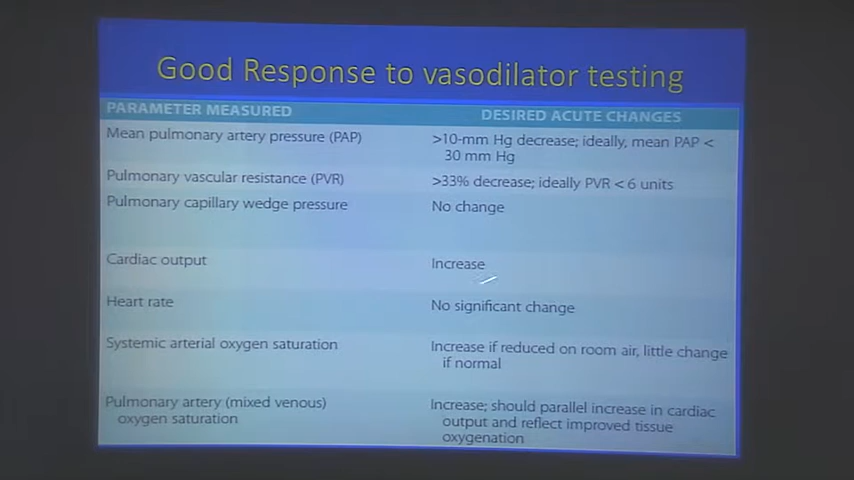 Good Response to vasodilator testing
PARAMETER MEASURED DESIRED ACUTE CHANGES
Mean pulmonary artery pressure (PAP) >10-mm Hg decrease; ideally, mean PAP <
30 mm Hg
Pulmonary vascular resistance (PVR) >33% decrease; ideally PVR < 6 units
Pulmonary capillary wedge pressure No change
Cardiac output Increase
Heart rate No significant change
Systemic arterial oxygen saturation Increase if reduced on room air, little change
if normal
Pulmonary artery (mixed venous) Increase; should parallel increase in cardiac
oxygen saturation output and reflect improved tissue
oxygenation